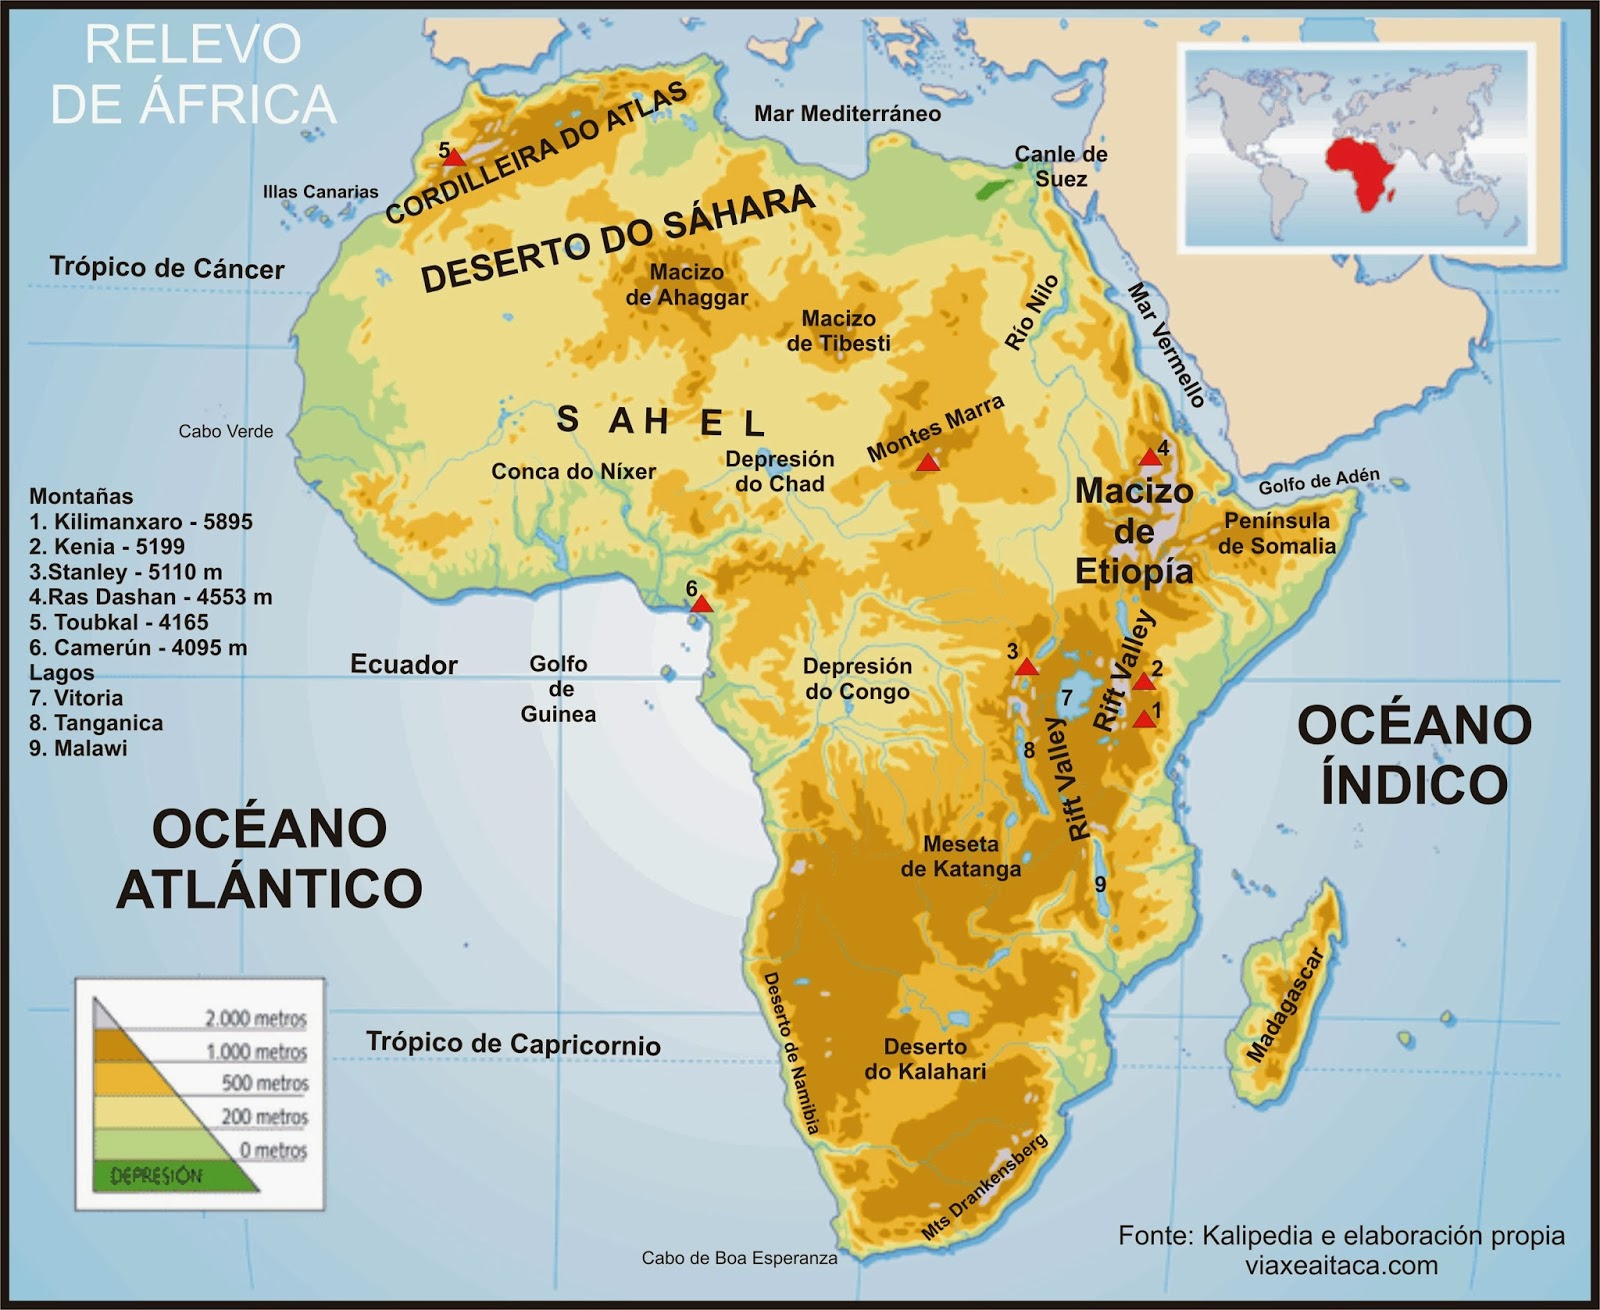 RELEVO
DE ÁFRICA
Mar Mediterráneo
Canle de
Suez
5
CORDILLEIRA DO ATLAS
Illas Canarias
DESERTO DO SÁHARA
Trópico de Cáncer
Macizo
de Ahaggar
Macizo
de Tibesti
Río Nilo
Mar Vermello
S A H E L
Montes Marra
Cabo Verde
Conca do Níxer
Depresión
do Chad
4
Macizo
de
Etiopía
Golfo de Adén
Península
de Somalia
Montañas
1. Kilimanxaro - 5895
2. Kenia - 5199
3.Stanley - 5110 m
4.Ras Dashan - 4553 m
5. Toubkal - 4165
6. Camerún - 4095 m
Lagos
7. Vitoria
8. Tanganica
9. Malawi
6
Ecuador
Golfo
de
Guinea
Depresión
do Congo
3
7
Rift Valley
2
1
8
Rift Valley
OCÉANO
ÍNDICO
OCÉANO
ATLÁNTICO
Meseta
de Katanga
9
Madagascar
Deserto de Namibia
Trópico de Capricornio
Deserto
do Kalahari
Mts Drankensberg
2.000 metros
1.000 metros
500 metros
200 metros
0 metros
DEPRESIÓN
Cabo de Boa Esperanza
Fonte: Kalipedia e elaboración propia
viaxeaitaca.com